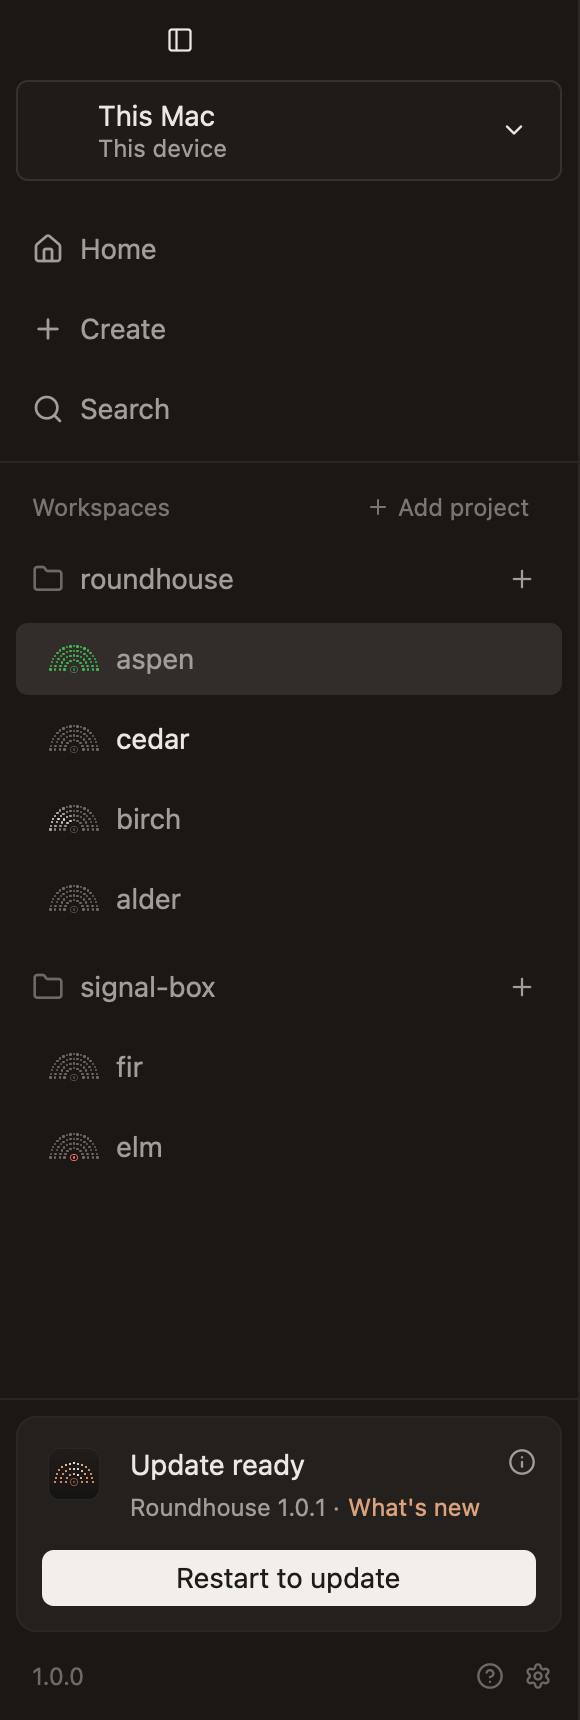 This Mac
This device
Home
Create
Search
Workspaces
+ Add project
roundhouse
aspen
cedar
birch
alder
signal-box
fir
elm
Update ready
Roundhouse 1.0.1 · What's new
Restart to update
1.0.0